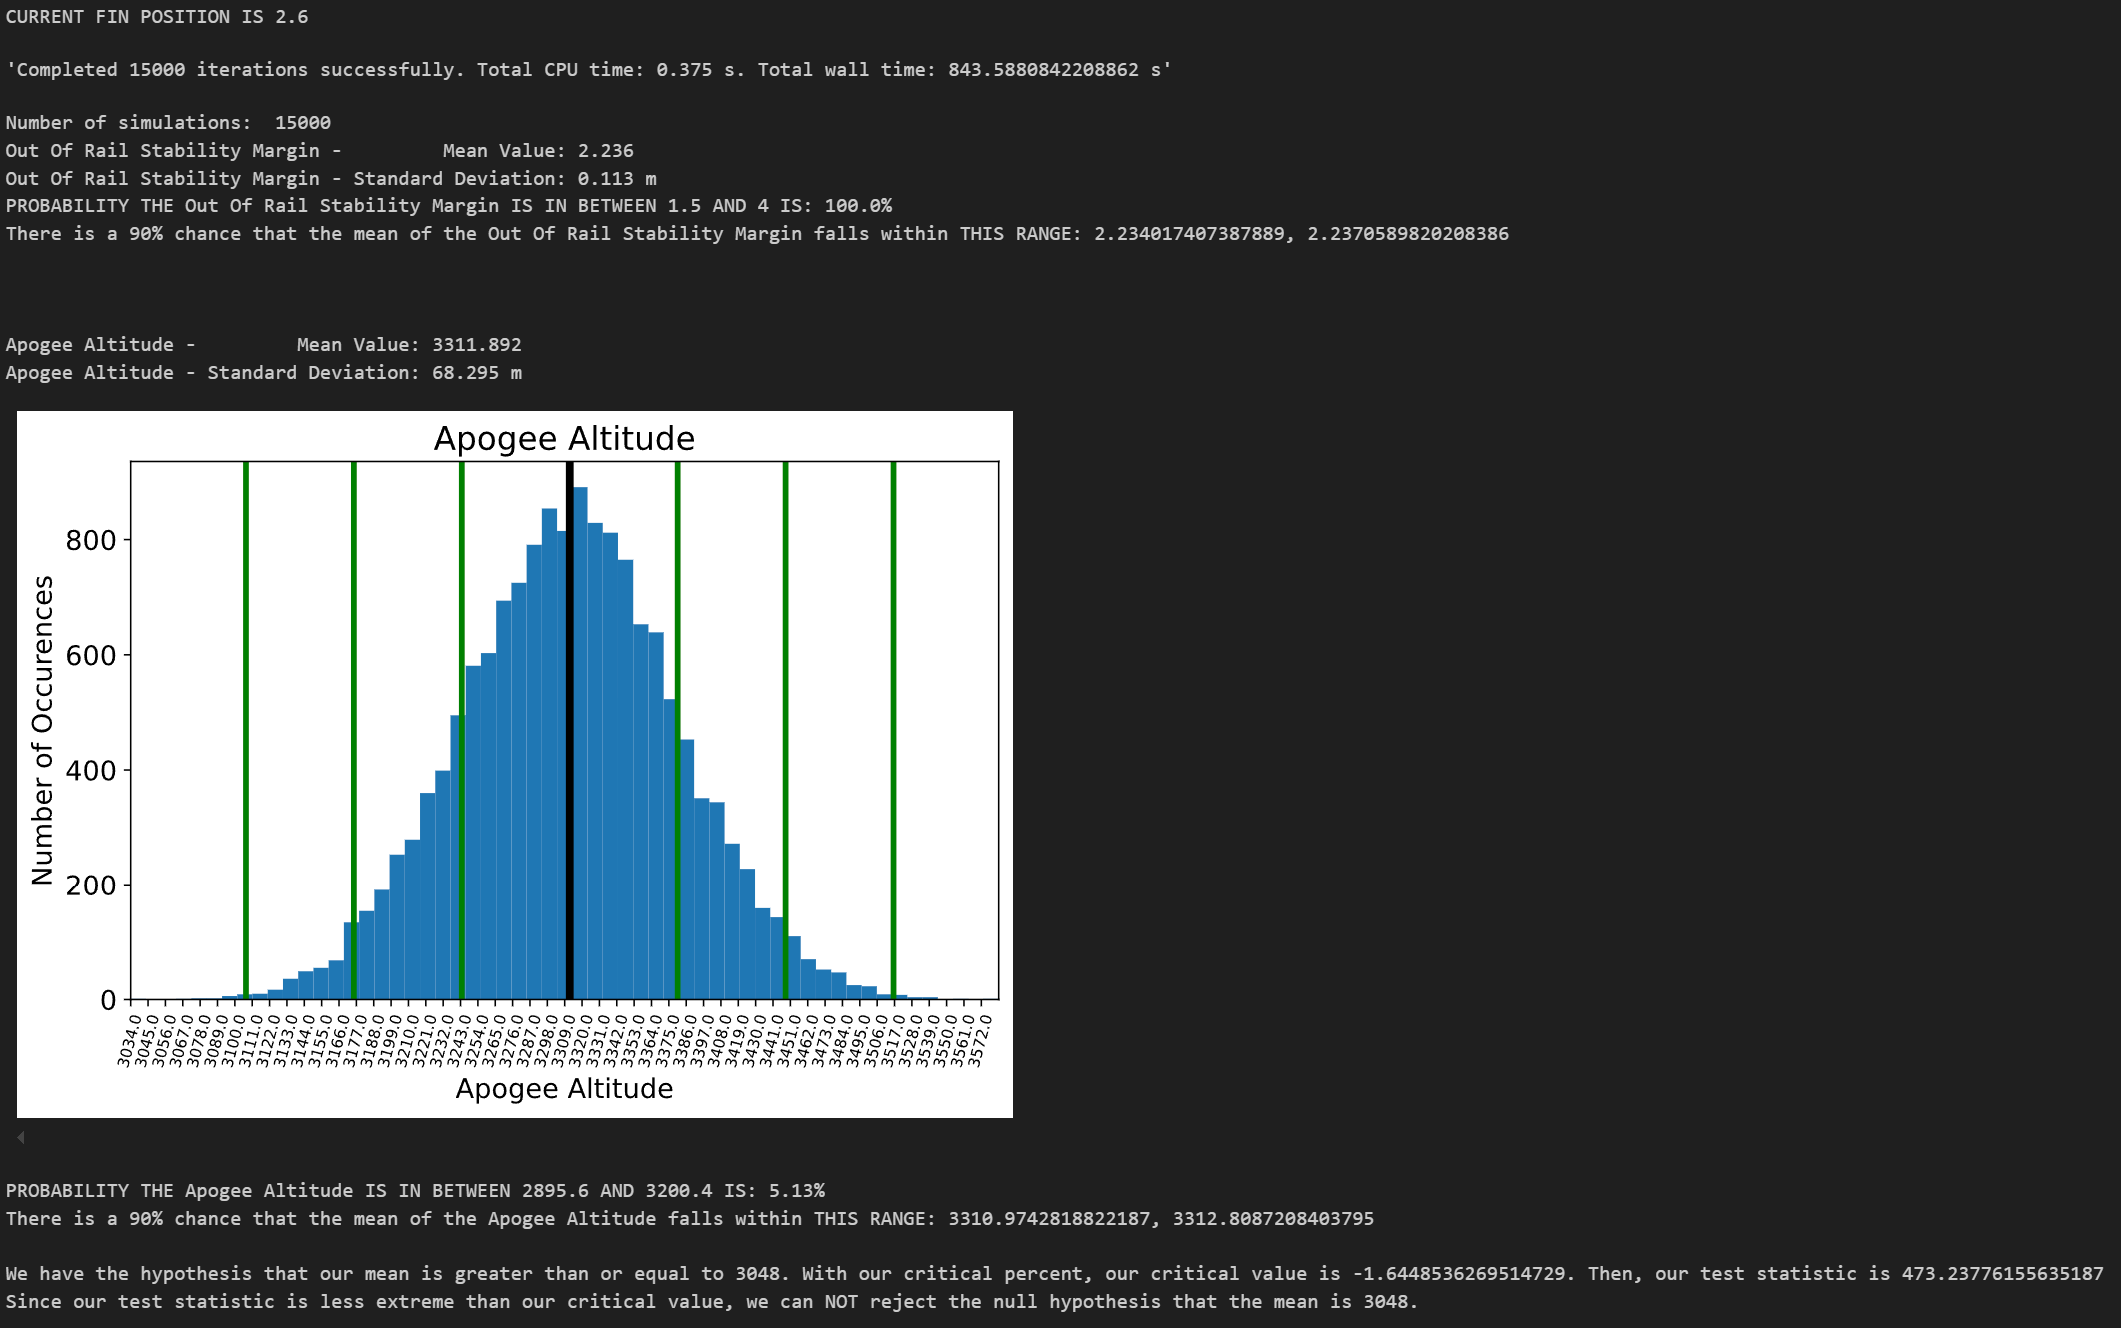 CURRENT FIN POSITION IS 2.6
'Completed 15000 iterations successfully. Total CPU time: 0.375 s. Total wall time: 843.5880842208862 s'
Number of simulations:  15000
Out Of Rail Stability Margin -         Mean Value: 2.236
Out Of Rail Stability Margin - Standard Deviation: 0.113 m
PROBABILITY THE Out Of Rail Stability Margin IS IN BETWEEN 1.5 AND 4 IS: 100.0%
There is a 90% chance that the mean of the Out Of Rail Stability Margin falls within THIS RANGE: 2.234017407387889, 2.2370589820208386
Apogee Altitude -         Mean Value: 3311.892
Apogee Altitude - Standard Deviation: 68.295 m
Apogee Altitude
Number of Occurences
800
600
400
200
0
3034.0 3045.0 3056.0 3067.0 3078.0 3089.0 3100.0 3111.0 3122.0 3133.0 3144.0 3155.0 3166.0 3177.0 3188.0 3199.0 3210.0 3221.0 3232.0 3243.0 3254.0 3265.0 3276.0 3287.0 3298.0 3309.0 3320.0 3331.0 3342.0 3353.0 3364.0 3375.0 3386.0 3397.0 3408.0 3419.0 3430.0 3441.0 3451.0 3462.0 3473.0 3484.0 3495.0 3506.0 3517.0 3528.0 3539.0 3550.0 3561.0 3572.0
Apogee Altitude
PROBABILITY THE Apogee Altitude IS IN BETWEEN 2895.6 AND 3200.4 IS: 5.13%
There is a 90% chance that the mean of the Apogee Altitude falls within THIS RANGE: 3310.9742818822187, 3312.8087208403795
We have the hypothesis that our mean is greater than or equal to 3048. With our critical percent, our critical value is -1.6448536269514729. Then, our test statistic is 473.23776155635187
Since our test statistic is less extreme than our critical value, we can NOT reject the null hypothesis that the mean is 3048.